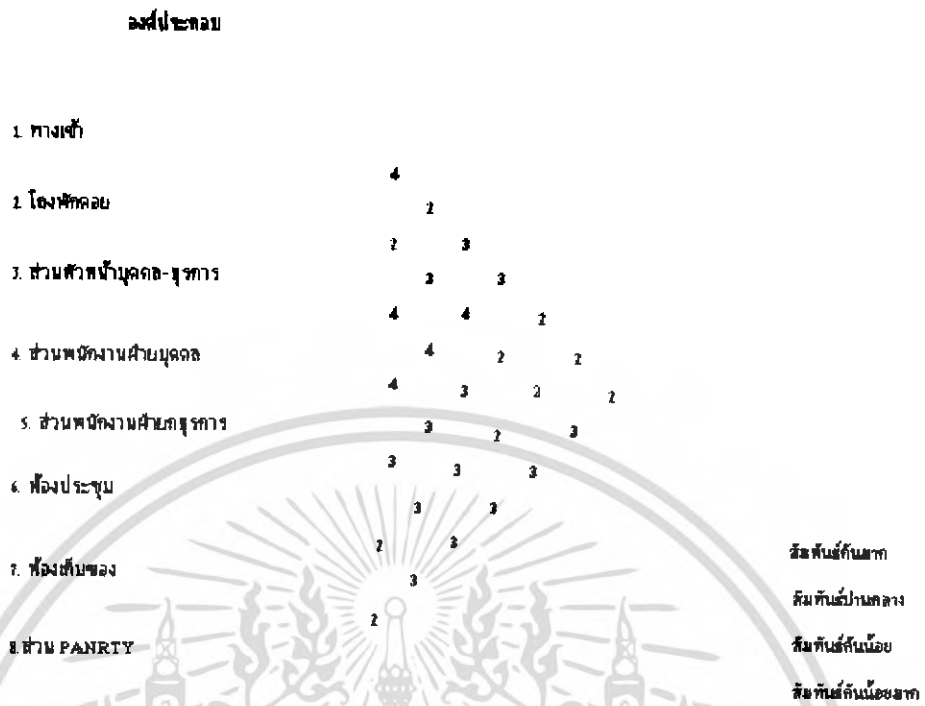 องค์ประกอบ
1. ทางเข้า
4
2. โถงพักคอย
2
2 3
3. ส่วนหัวหน้าบุคคล-ธุรการ
3 3
4 4 2
4. ส่วนพนักงานฝ่ายบุคคล
4 2 2
4 3 2 2
5. ส่วนพนักงานฝ่ายกธุรการ
3 2 3
3 3 3
6. ห้องประชุม
3 3
2 3
7. ห้องเก็บของ
3
2
8.ส่วน PANRTY
สัมพันธ์กันมาก
สัมพันธ์ปานกลาง
สัมพันธ์กันน้อย
สัมพันธ์กันน้อยมาก